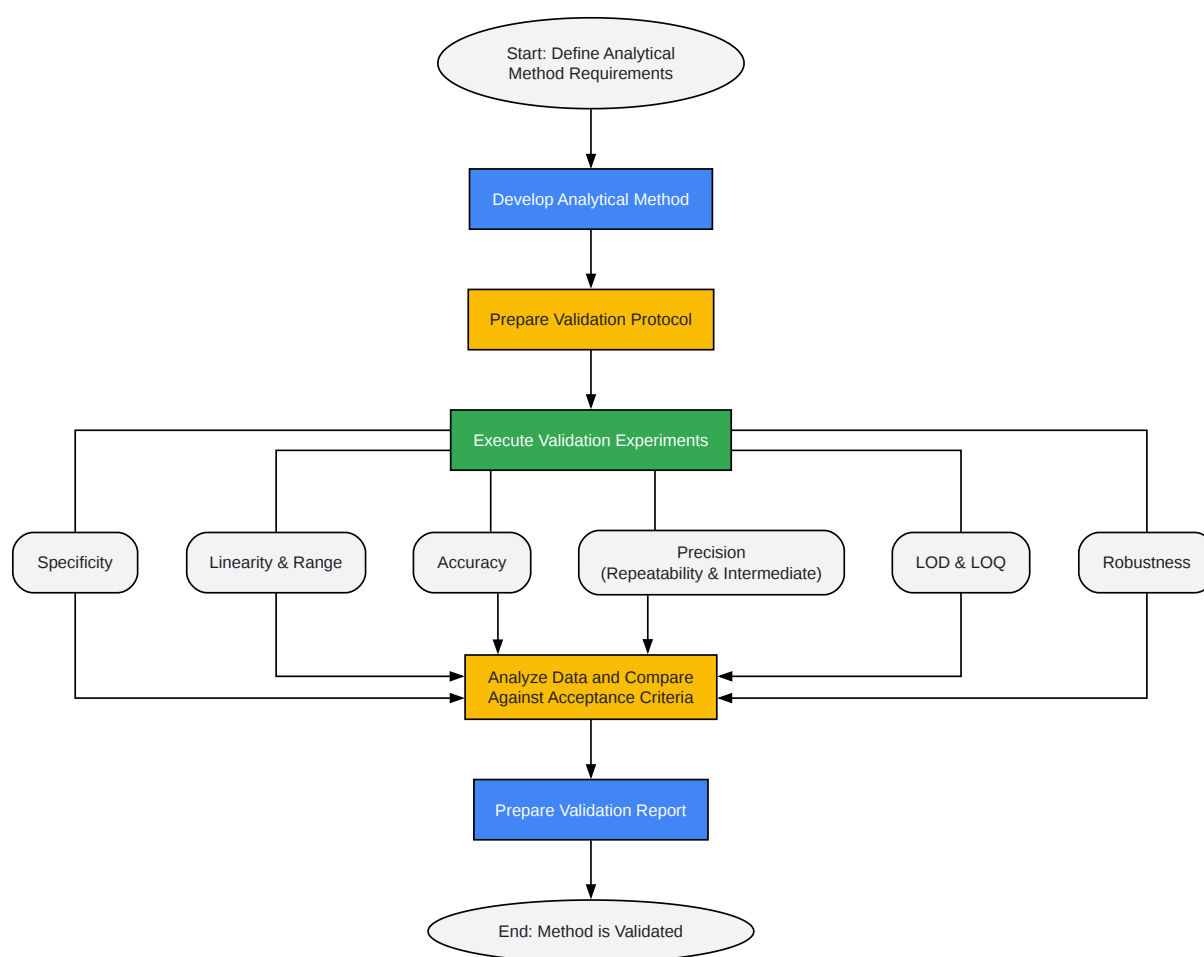 Start: Define Analytical
Method Requirements
Develop Analytical Method
Prepare Validation Protocol
Execute Validation Experiments
Specificity
Linearity & Range
Accuracy
Precision
(Repeatability & Intermediate)
LOD & LOQ
Robustness
Analyze Data and Compare
Against Acceptance Criteria
Prepare Validation Report
End: Method is Validated